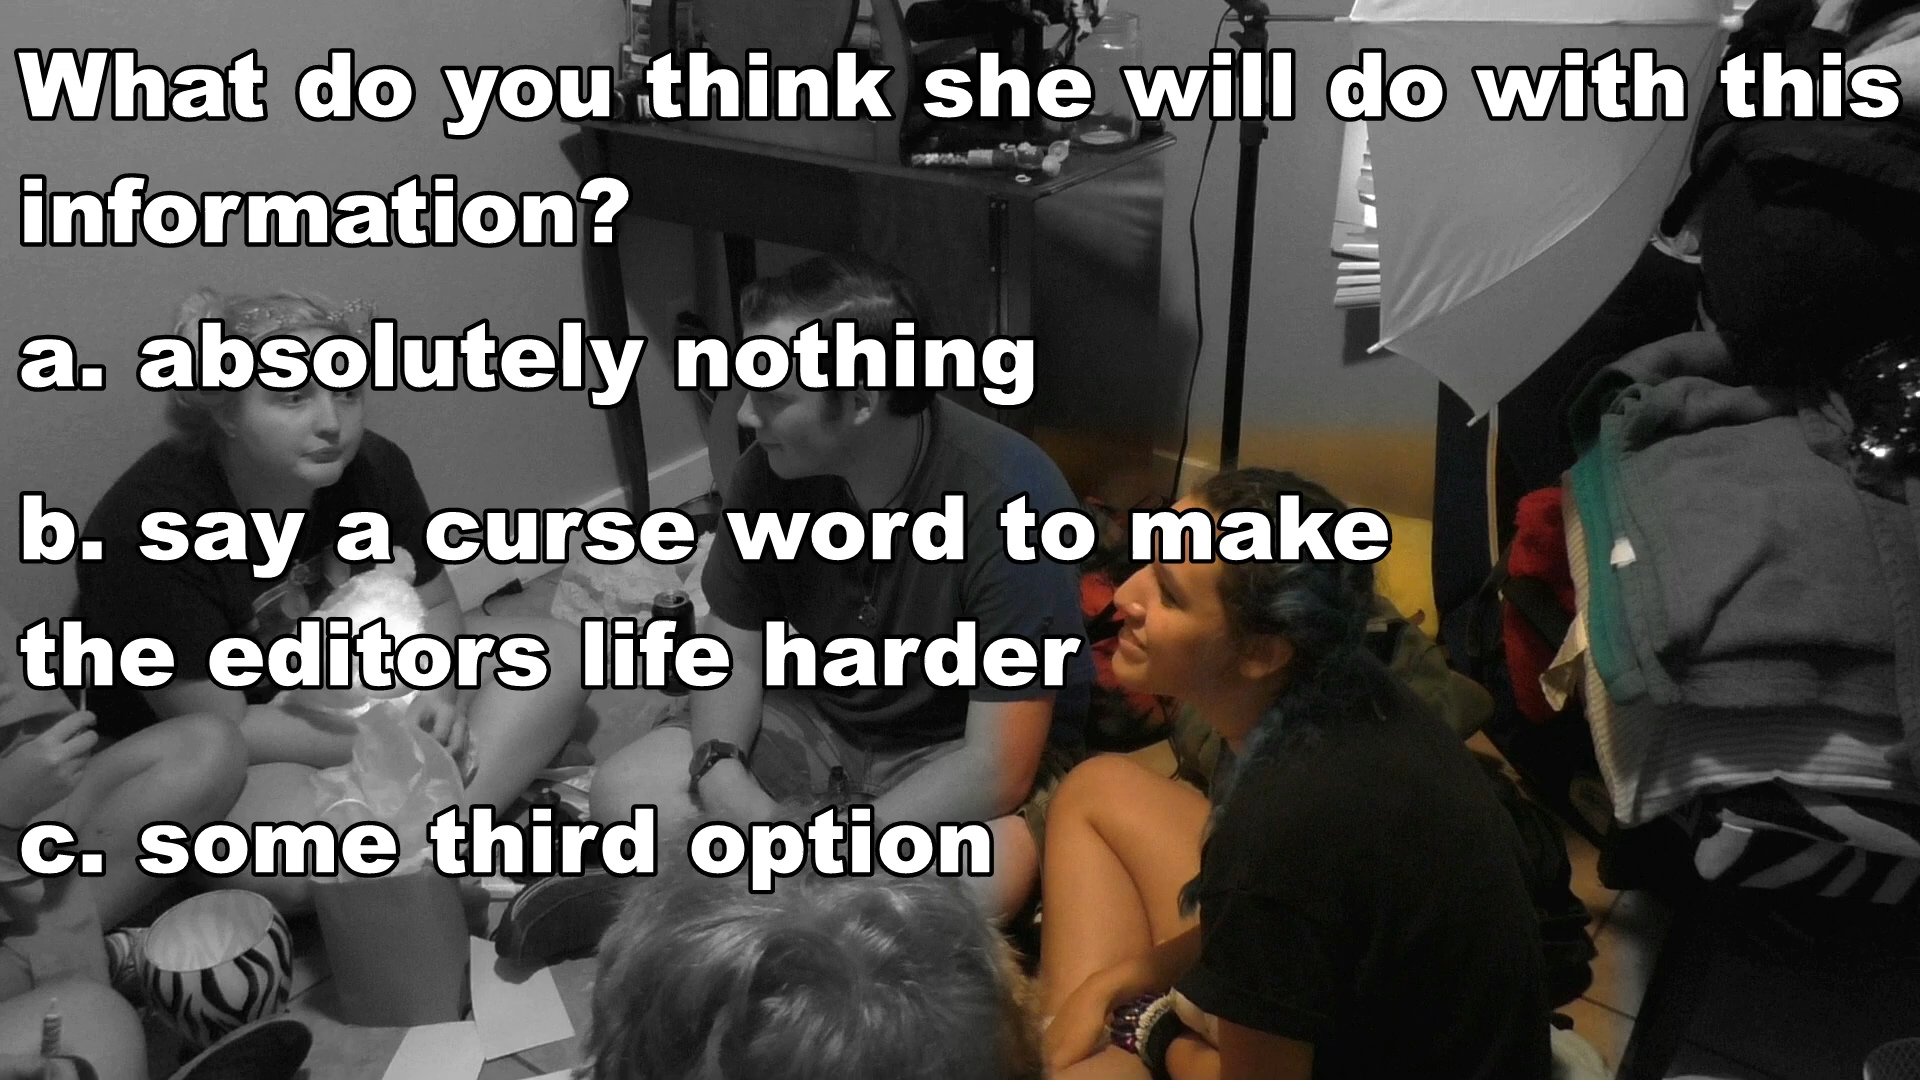 What do you think she will do with this
information?
a. absolutely nothing
b. say a curse word to make
the editors life harder
c. some third option